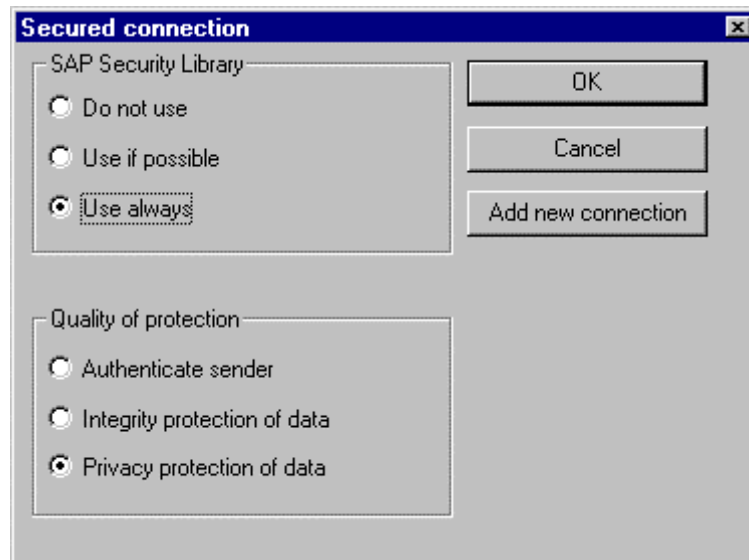 Secured connection
SAP Security Library
Do not use
Use if possible
Use always
OK
Cancel
Add new connection
Quality of protection
Authenticate sender
Integrity protection of data
Privacy protection of data